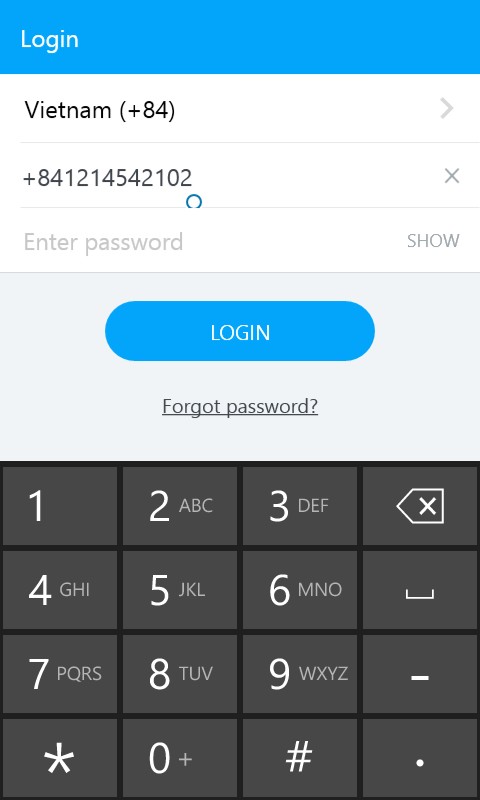 Login
Vietnam (+84)
+841214542102 ×
Enter password SHOW
LOGIN
Forgot password?
1 2 ABC 3 DEF
4 GHI 5 JKL 6 MNO
7 PQRS 8 TUV 9 WXYZ -
* 0 + # .